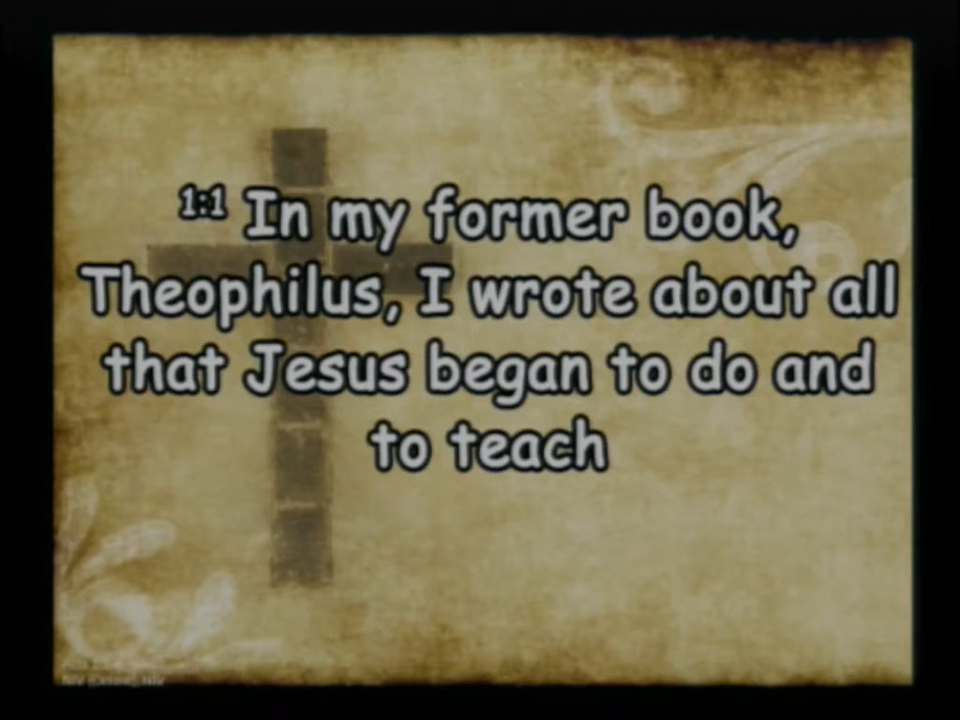 1:1 In my former book,
Theophilus, I wrote about all
that Jesus began to do and
to teach